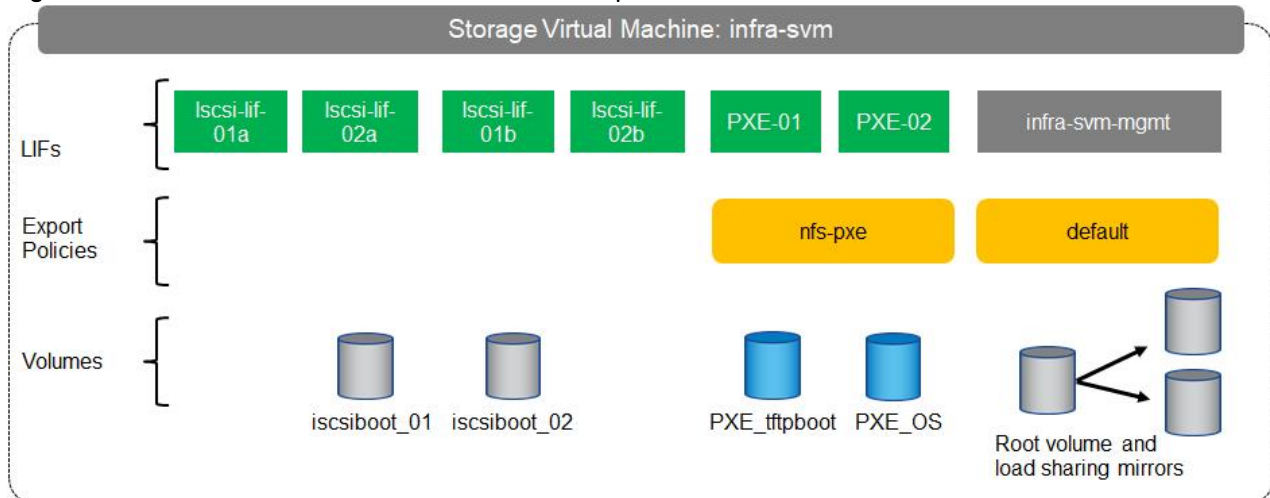 Storage Virtual Machine: infra-svm
LIFs
Iscsi-lif-
01a
Iscsi-lif-
02a
Iscsi-lif-
01b
Iscsi-lif-
02b
PXE-01
PXE-02
infra-svm-mgmt
Export
Policies
nfs-pxe
default
Volumes
iscsiboot_01
iscsiboot_02
PXE_tftpboot
PXE_OS
Root volume and
load sharing mirrors